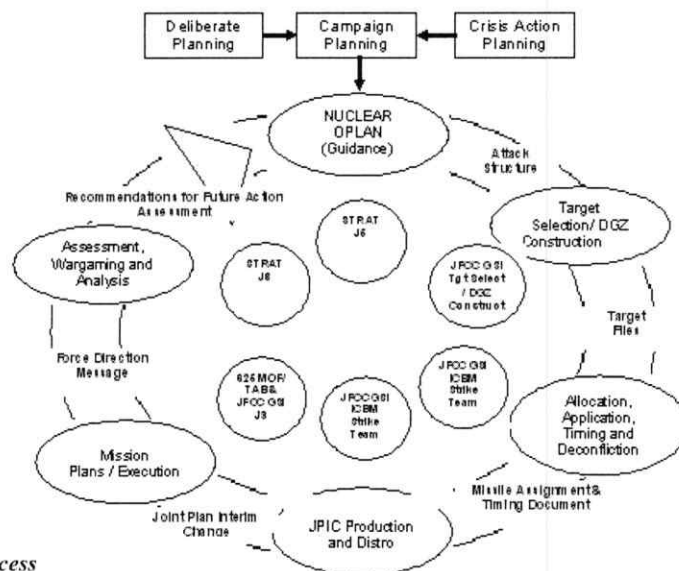 Deliberate
Planning
Campaign
Planning
Crisis Action
Planning
NUCLEAR
OPLAN
(Guidance)
Attack
Structure
Recommendations for Future Action
Assessment
Target
Selection/ DGZ
Construction
Assessment,
Wargaming and
Analysis
STRAT
STRAT
JFCC GSI
Tgt Select
/ DGZ
Construct
Target
Files
Force Direction
Message
625 MOF/
TAB&
JFCC GSI
J3
JFCC GSI
ICBM
Strike
Team
JFCC GSI
ICBM
Strike
Team
Allocation,
Application,
Timing and
Deconfliction
Mission
Plans / Execution
Missile Assignment&
Timing Document
Joint Plan Interim
Change
JPIC Production
and Distro
cess